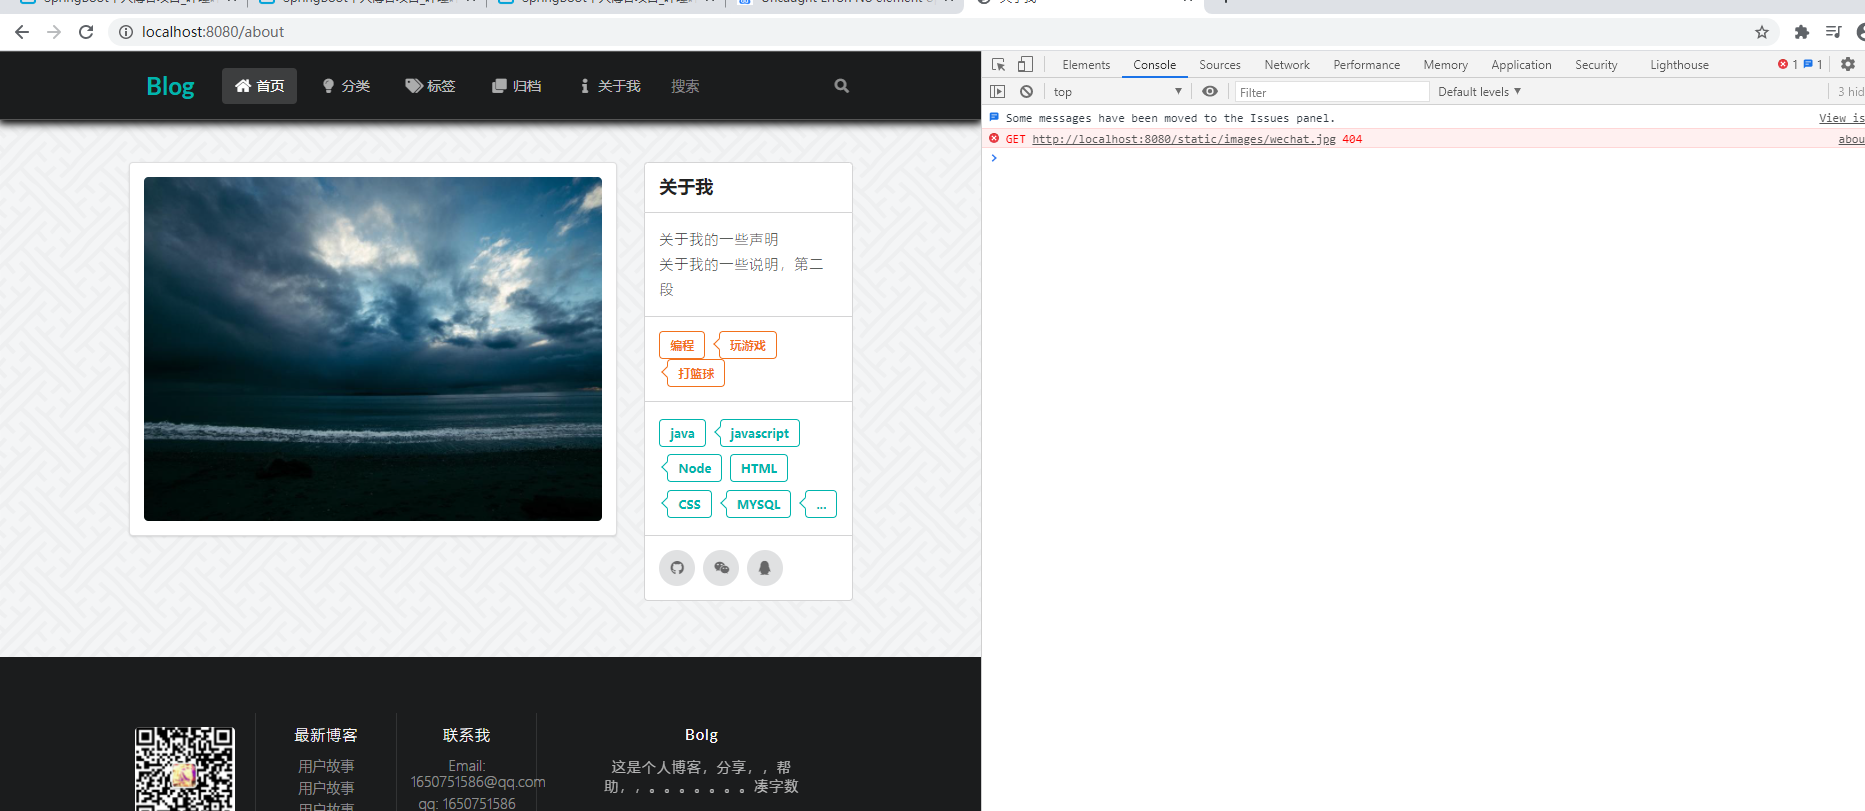 localhost:8080/about
Blog 首页 分类 标签 归档 关于我 搜索
关于我
关于我的一些声明
关于我的一些说明，第二
段
编程 玩游戏
打篮球
java javascript
Node HTML
CSS MYSQL ...
最新博客
用户故事
用户故事
用户故事
联系我
Email:
1650751586@qq.com
qq: 1650751586
Bolg
这是个人博客，分享，，帮
助，，。。。。。。。凑字数
Elements Console Sources Network Performance Memory Application Security Lighthouse 1 1
top Filter Default levels 3 hid
Some messages have been moved to the Issues panel. View is
GET http://localhost:8080/static/images/wechat.jpg 404 abou